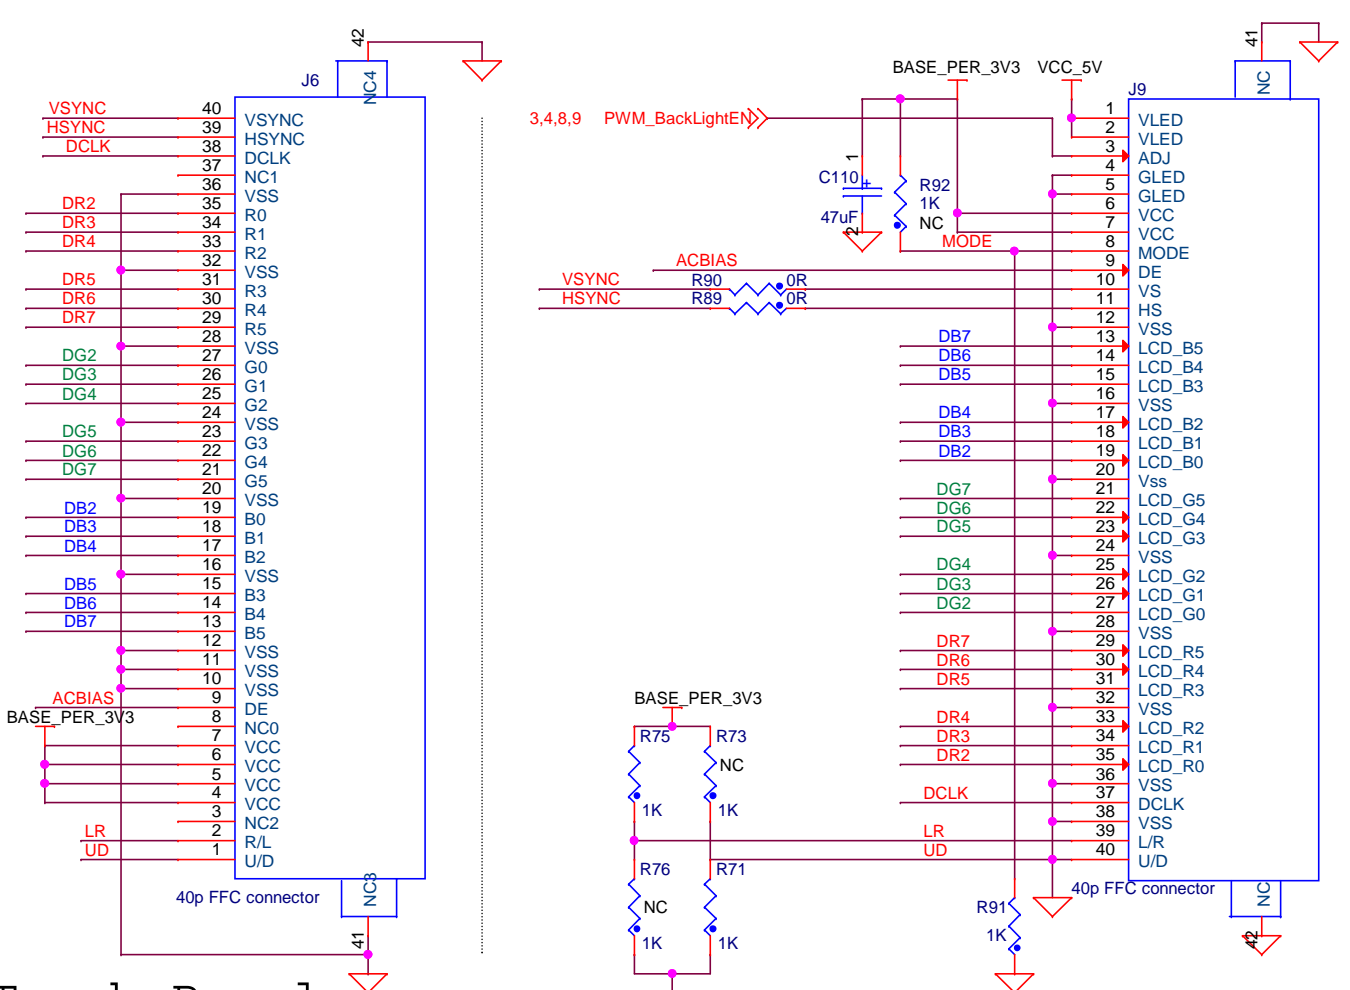 42
J6
NC4
VSYNC 40 VSYNC
HSYNC 39 HSYNC
DCLK 38 DCLK
37 NC1
36 VSS
DR2 35 R0
DR3 34 R1
DR4 33 R2
32 VSS
DR5 31 R3
DR6 30 R4
DR7 29 R5
28 VSS
DG2 27 G0
DG3 26 G1
DG4 25 G2
24 VSS
DG5 23 G3
DG6 22 G4
DG7 21 G5
20 VSS
DB2 19 B0
DB3 18 B1
DB4 17 B2
16 VSS
DB5 15 B3
DB6 14 B4
DB7 13 B5
12 VSS
11 VSS
10 VSS
ACBIAS 9 DE
BASE_PER_3V3
8 NC0
7 VCC
6 VCC
5 VCC
4 VCC
3 NC2
LR 2 R/L
UD 1 U/D
40p FFC connector
NC3
41
3,4,8,9 PWM_BackLightEN
BASE_PER_3V3
VCC_5V
C110
1
+
47uF
2
R92
1K
NC
MODE
ACBIAS
VSYNC R90 0R
HSYNC R89 0R
41
NC
J9
1 VLED
2 VLED
3 ADJ
4 GLED
5 GLED
6 VCC
7 VCC
8 MODE
9 DE
10 VS
11 HS
12 VSS
DB7 13 LCD_B5
DB6 14 LCD_B4
DB5 15 LCD_B3
16 VSS
DB4 17 LCD_B2
DB3 18 LCD_B1
DB2 19 LCD_B0
20 Vss
DG7 21 LCD_G5
DG6 22 LCD_G4
DG5 23 LCD_G3
24 VSS
DG4 25 LCD_G2
DG3 26 LCD_G1
DG2 27 LCD_G0
28 VSS
DR7 29 LCD_R5
DR6 30 LCD_R4
DR5 31 LCD_R3
32 VSS
DR4 33 LCD_R2
DR3 34 LCD_R1
DR2 35 LCD_R0
36 VSS
DCLK 37 DCLK
38 VSS
LR 39 L/R
UD 40 U/D
40p FFC connector
NC
42
BASE_PER_3V3
R75
1K
R73
NC
1K
R76
NC
1K
R71
1K
R91
1K